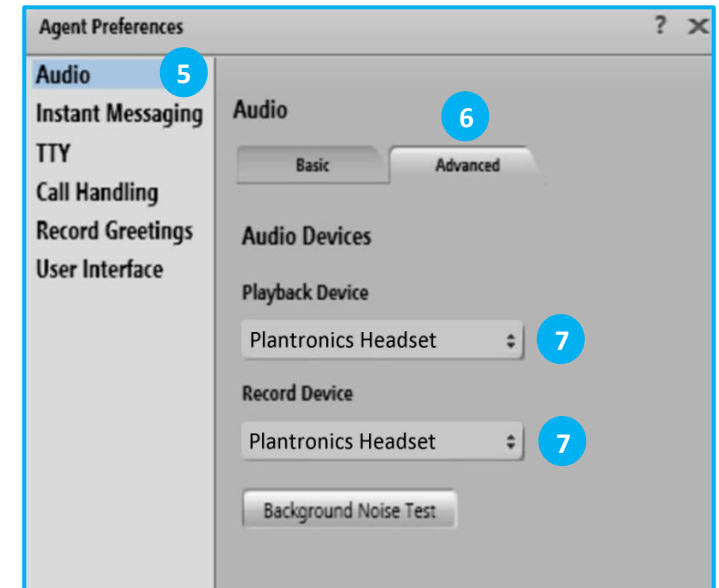 Agent Preferences ? ×
Audio 5
Instant Messaging
TTY
Call Handling
Record Greetings
User Interface
Audio
6
Basic Advanced
Audio Devices
Playback Device
Plantronics Headset 7
Record Device
Plantronics Headset 7
Background Noise Test